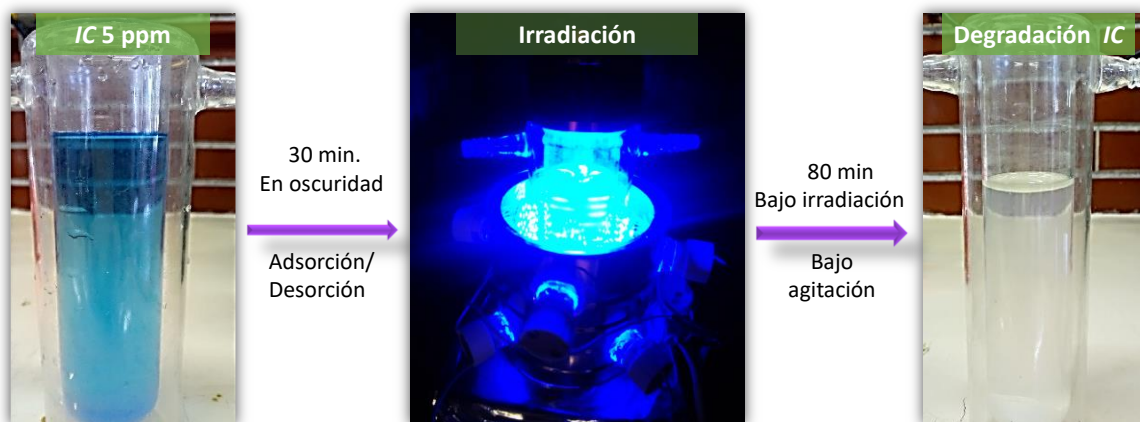 IC 5 ppm
30 min.
En oscuridad
Adsorción/
Desorción
Irradiación
80 min
Bajo irradiación
Bajo
agitación
Degradación IC